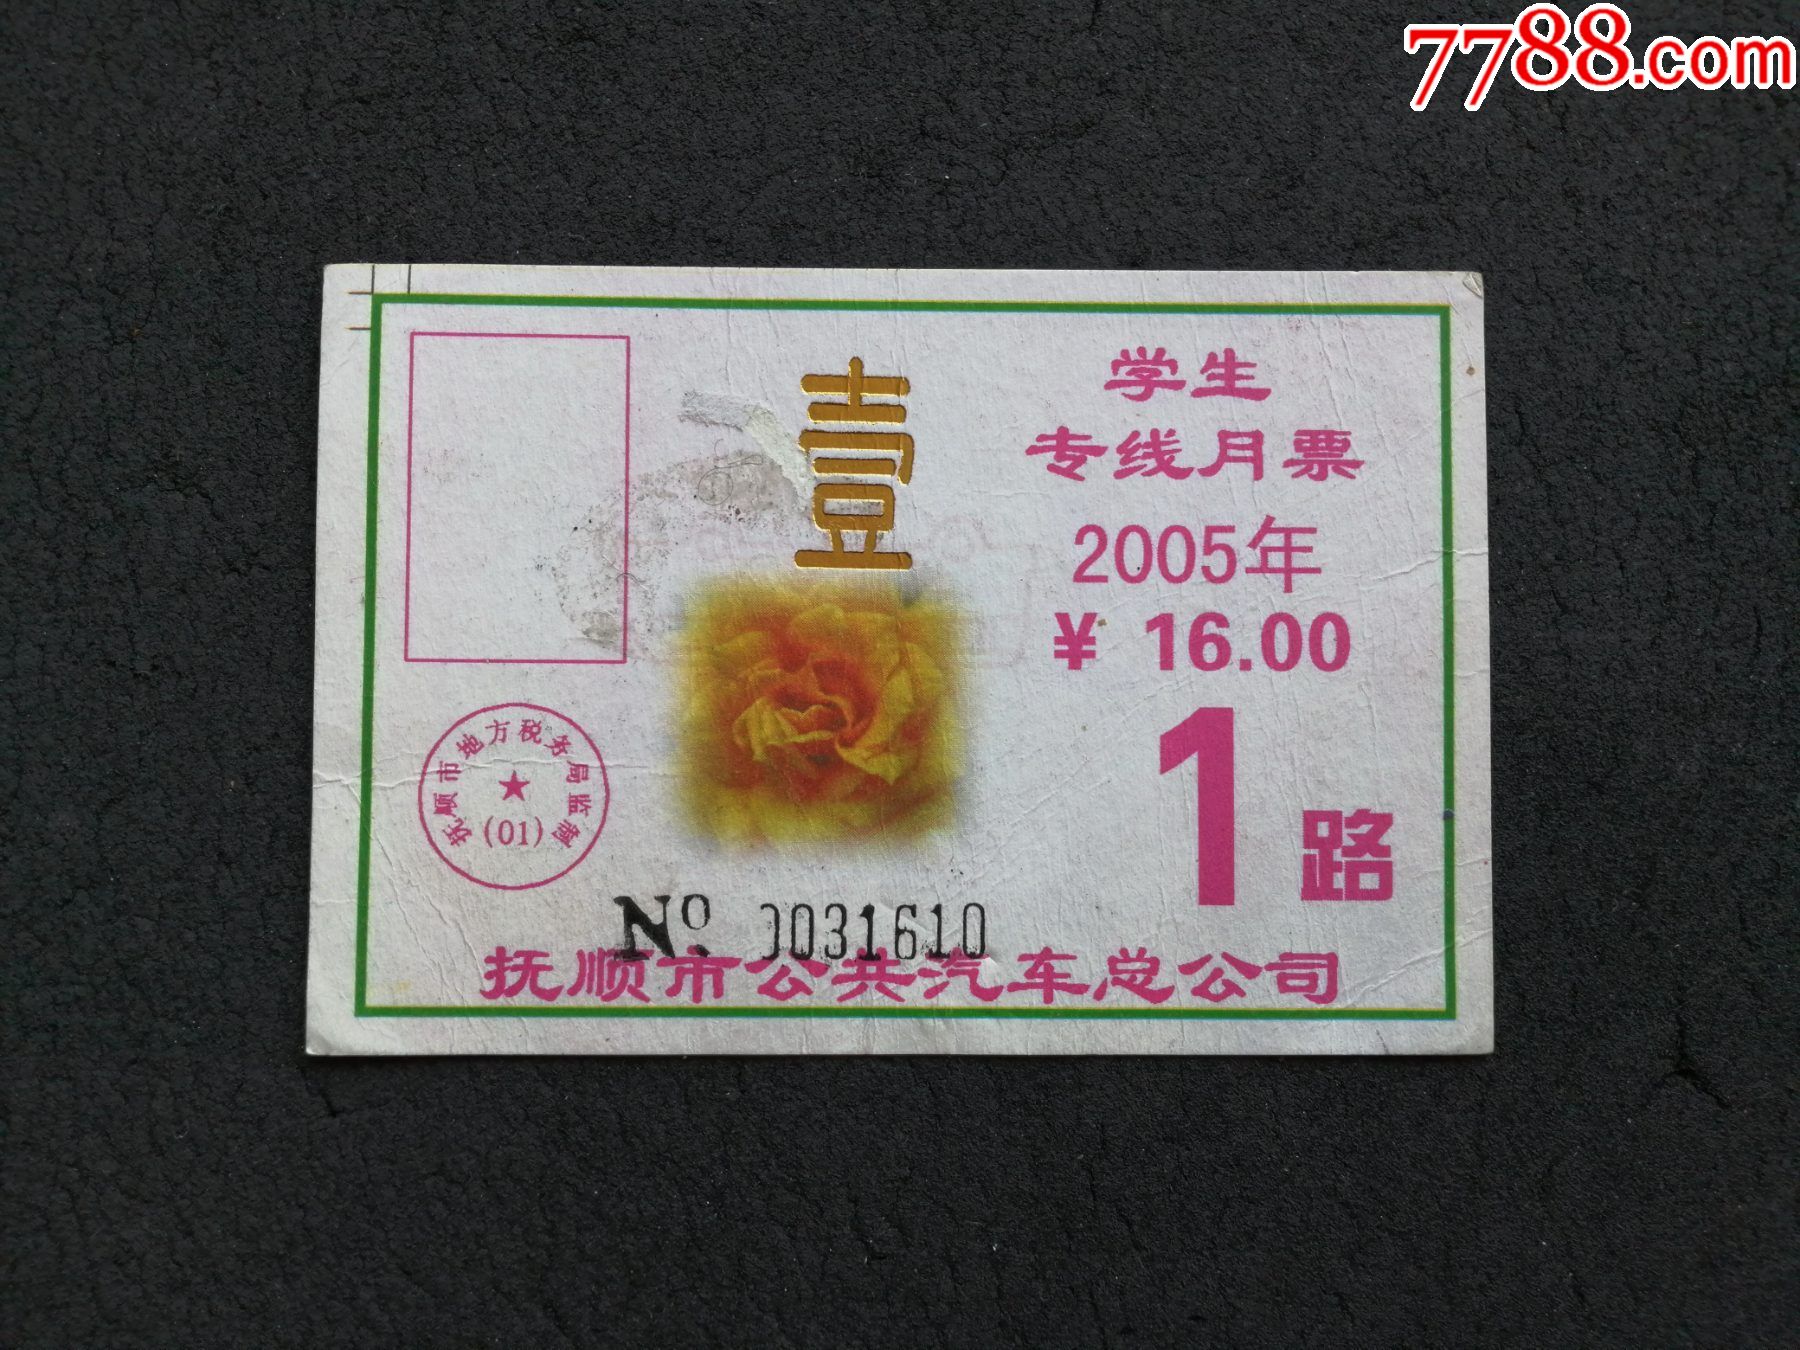 7788.com
壹
学生
专线月票
2005年
¥ 16.00
1路
抚顺市地方税务局监制
(01)
No 0031610
抚顺市公共汽车总公司